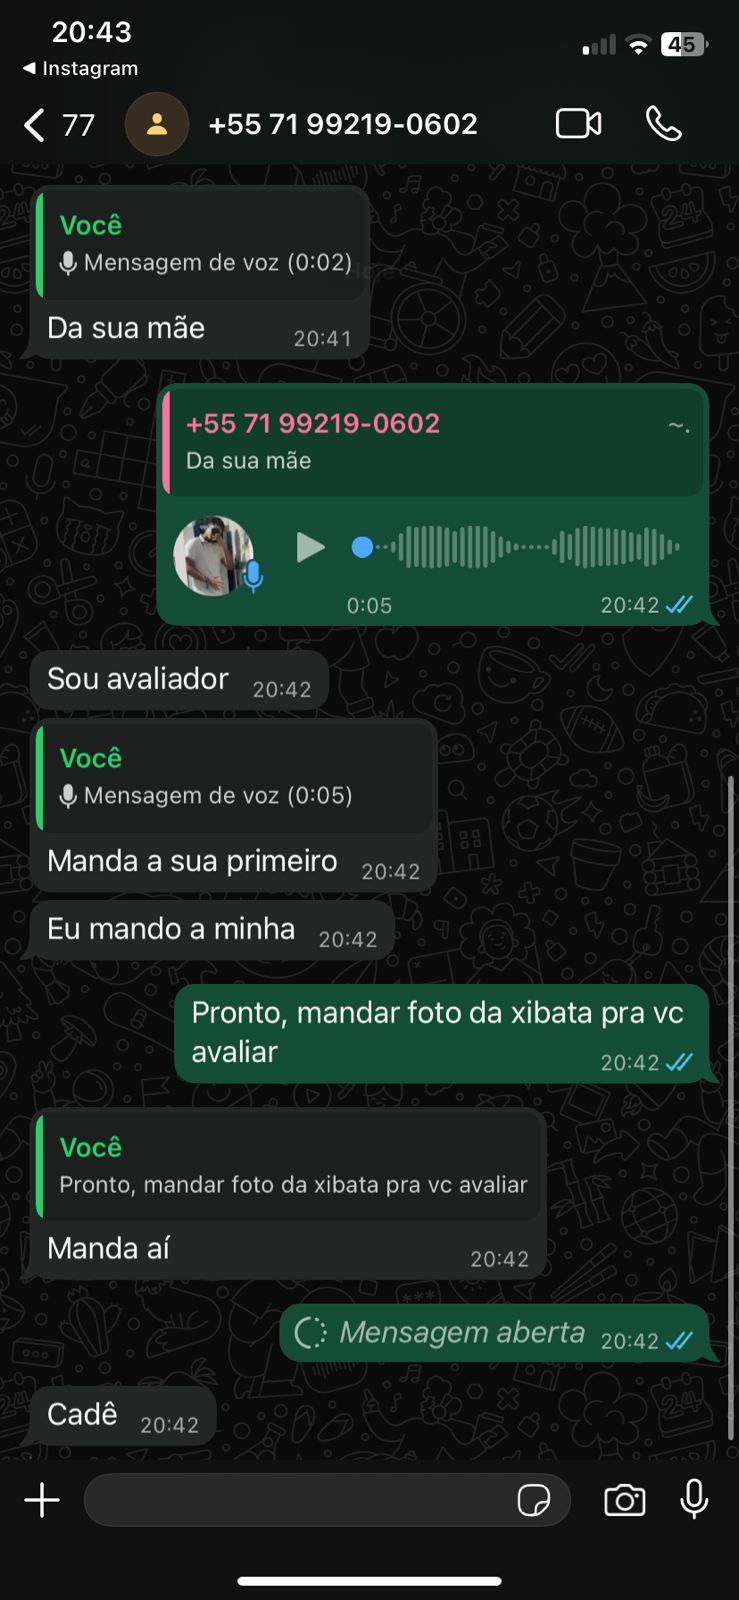 20:43
◀ Instagram
45
77
+55 71 99219-0602
Você
Mensagem de voz (0:02)
Hoje
Da sua mãe
20:41
+55 71 99219-0602
~.
Da sua mãe
0:05
20:42
Sou avaliador
20:42
Você
Mensagem de voz (0:05)
Manda a sua primeiro
20:42
Eu mando a minha
20:42
Pronto, mandar foto da xibata pra vc
avaliar
20:42
Você
Pronto, mandar foto da xibata pra vc avaliar
Manda aí
20:42
Mensagem aberta
20:42
Cadê
20:42